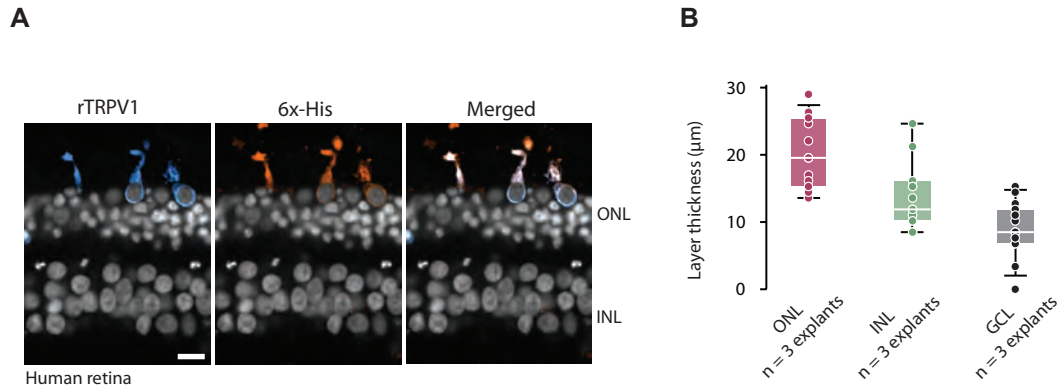 A
rTRPV1
6x-His
Merged
ONL
INL
Human retina
B
Layer thickness (µm)
30
20
10
0
ONL
n = 3 explants
INL
n = 3 explants
GCL
n = 3 explants